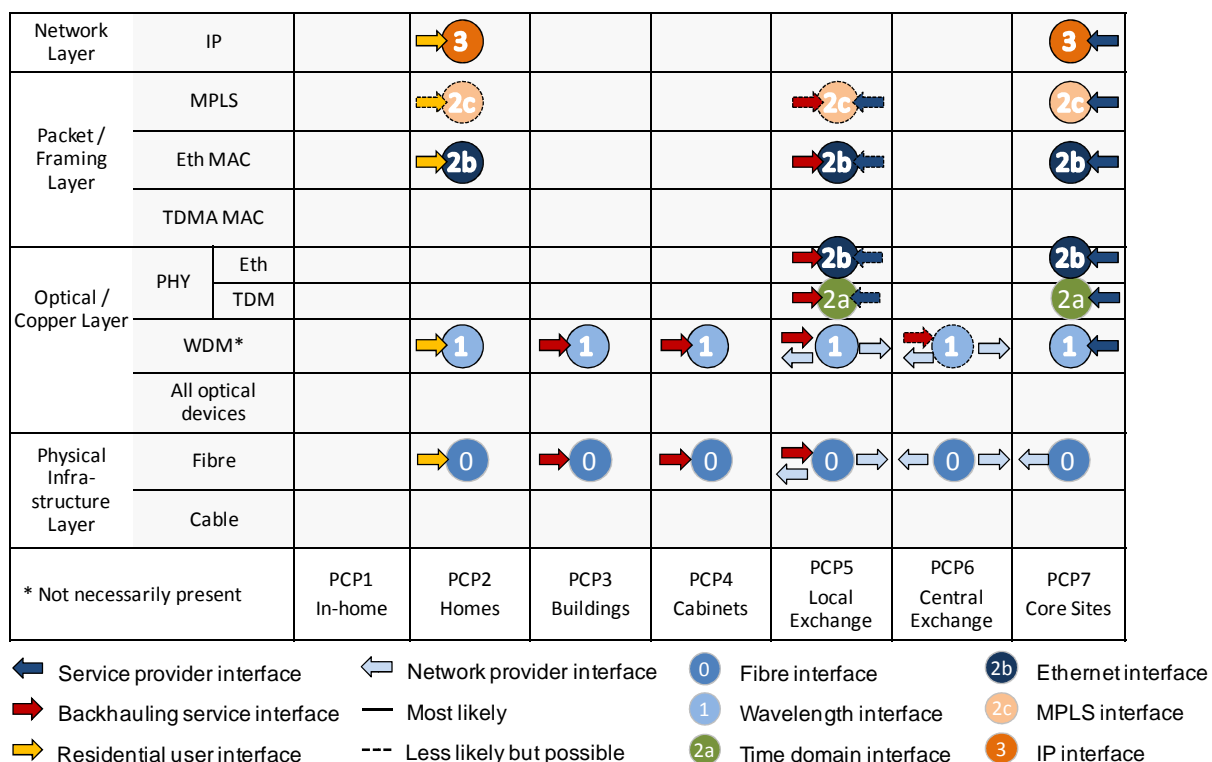 Network
Layer
IP
3
3
MPLS
2c
2c
2c
Packet /
Framing
Layer
Eth MAC
2b
2b
2b
TDMA MAC
Optical /
Copper Layer
PHY
Eth
2b
2b
TDM
2a
2a
WDM*
1
1
1
1
1
1
All optical
devices
Physical
Infra-
structure
Layer
Fibre
0
0
0
0
0
0
Cable
* Not necessarily present
PCP1
In-home
PCP2
Homes
PCP3
Buildings
PCP4
Cabinets
PCP5
Local
Exchange
PCP6
Central
Exchange
PCP7
Core Sites
Service provider interface
Network provider interface
0 Fibre interface
2b Ethernet interface
Backhauling service interface
Most likely
1 Wavelength interface
2c MPLS interface
Residential user interface
Less likely but possible
2a Time domain interface
3 IP interface